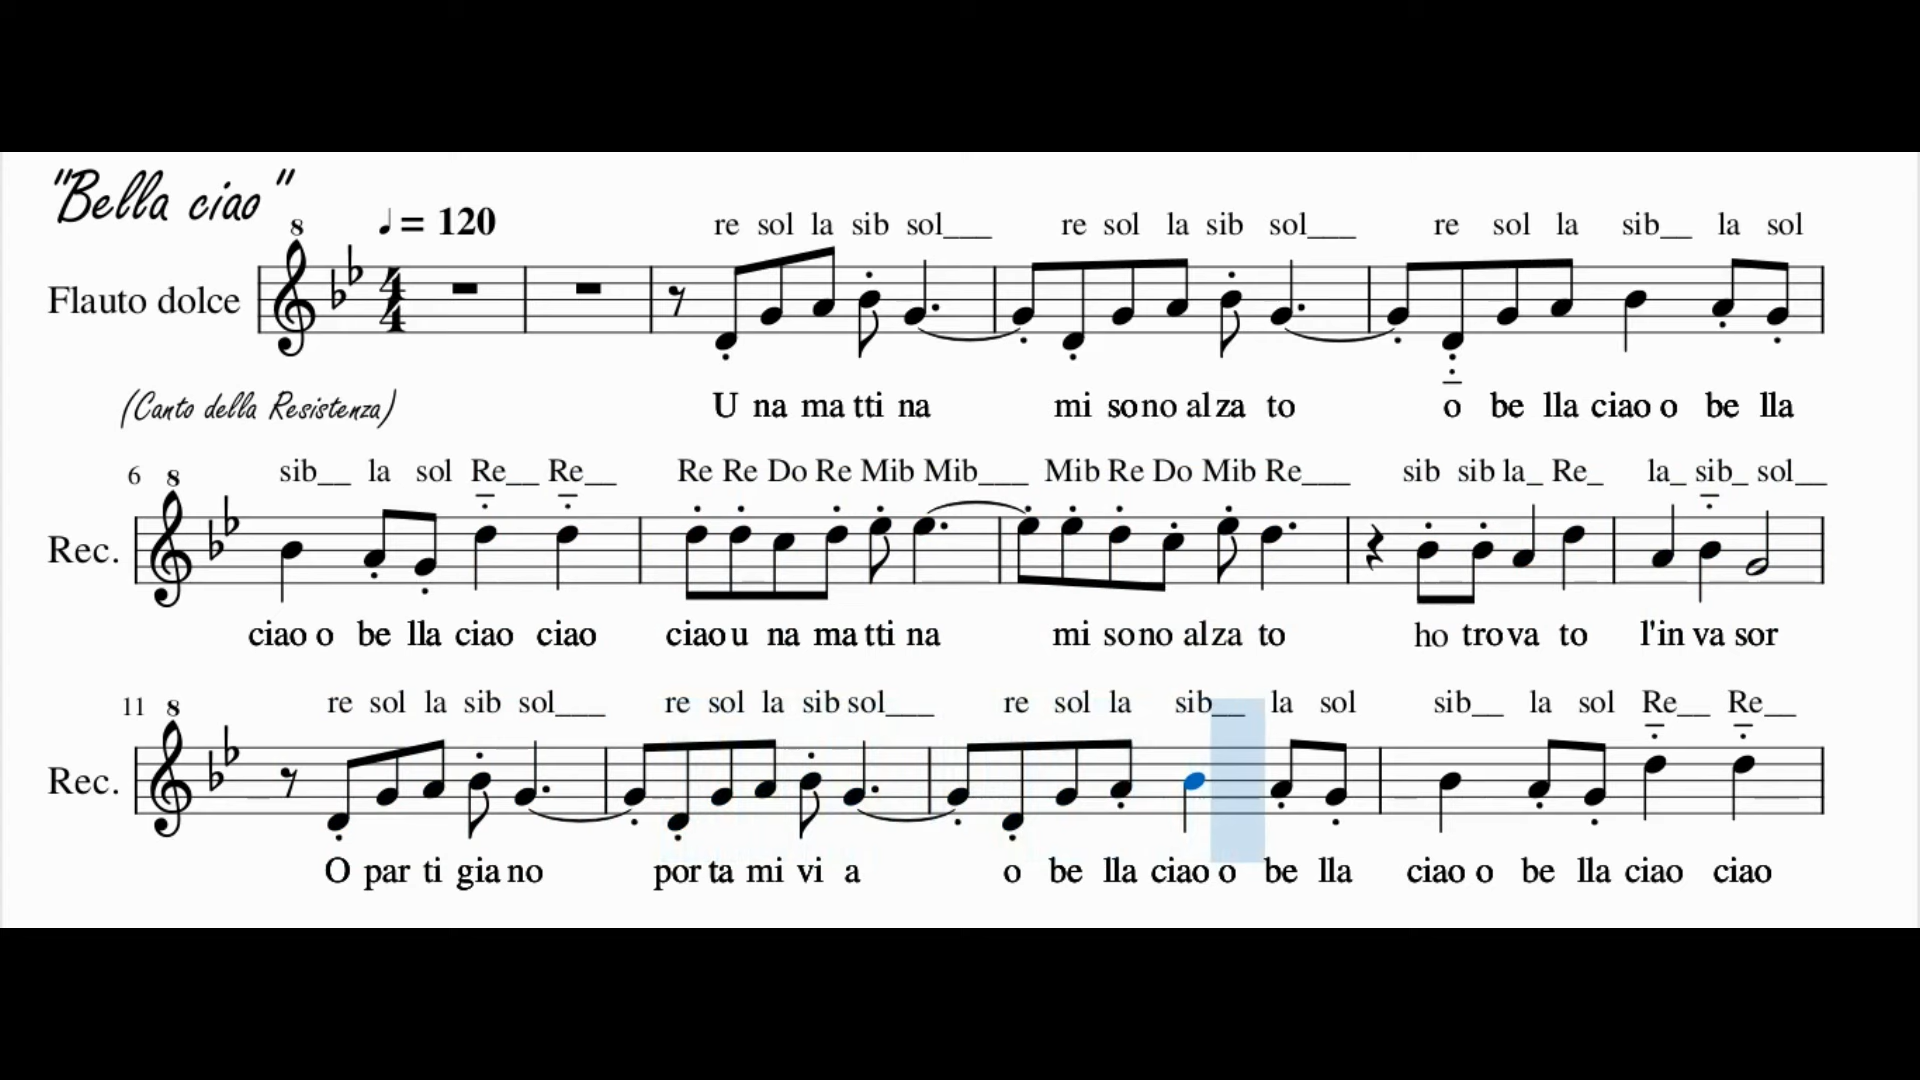 "Bella ciao"
♩= 120
re sol la sib sol___ re sol la sib sol___ re sol la sib__ la sol
8
Flauto dolce
4
4
(Canto della Resistenza)
U na ma tti na mi so no al za to o be lla ciao o be lla
6 8 sib__ la sol Re__ Re__ Re Re Do Re Mib Mib___ Mib Re Do Mib Re___ sib sib la_ Re_ la_ sib_ sol__
Rec.
ciao o be lla ciao ciao ciao u na ma tti na mi so no al za to ho tro va to l'in va sor
11 8 re sol la sib sol___ re sol la sib sol___ re sol la sib__ la sol sib__ la sol Re__ Re__
Rec.
O par ti gia no por ta mi vi a o be lla ciao o be lla ciao o be lla ciao ciao